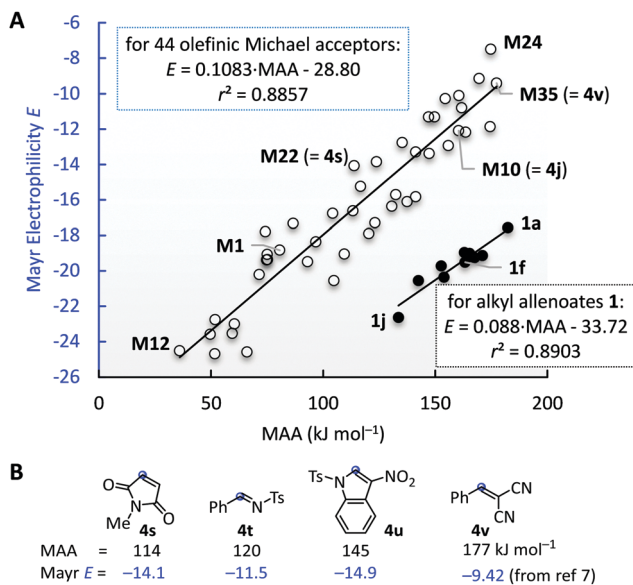 A
for 44 olefinic Michael acceptors:
E = 0.1083·MAA - 28.80
r² = 0.8857
M24
M35 (= 4v)
M22 (= 4s)
M10 (= 4j)
M1
M12
1a
1f
1j
for alkyl allenoates 1:
E = 0.088·MAA - 33.72
r² = 0.8903
Mayr Electrophilicity E
-6
-8
-10
-12
-14
-16
-18
-20
-22
-24
-26
0 50 100 150 200
MAA (kJ mol⁻¹)
B
O N O
Me
4s
Ph N Ts
4t
Ts N NO₂
4u
Ph CN
CN
4v
MAA = 114 120 145 177 kJ mol⁻¹
Mayr E = −14.1 −11.5 −14.9 −9.42 (from ref 7)